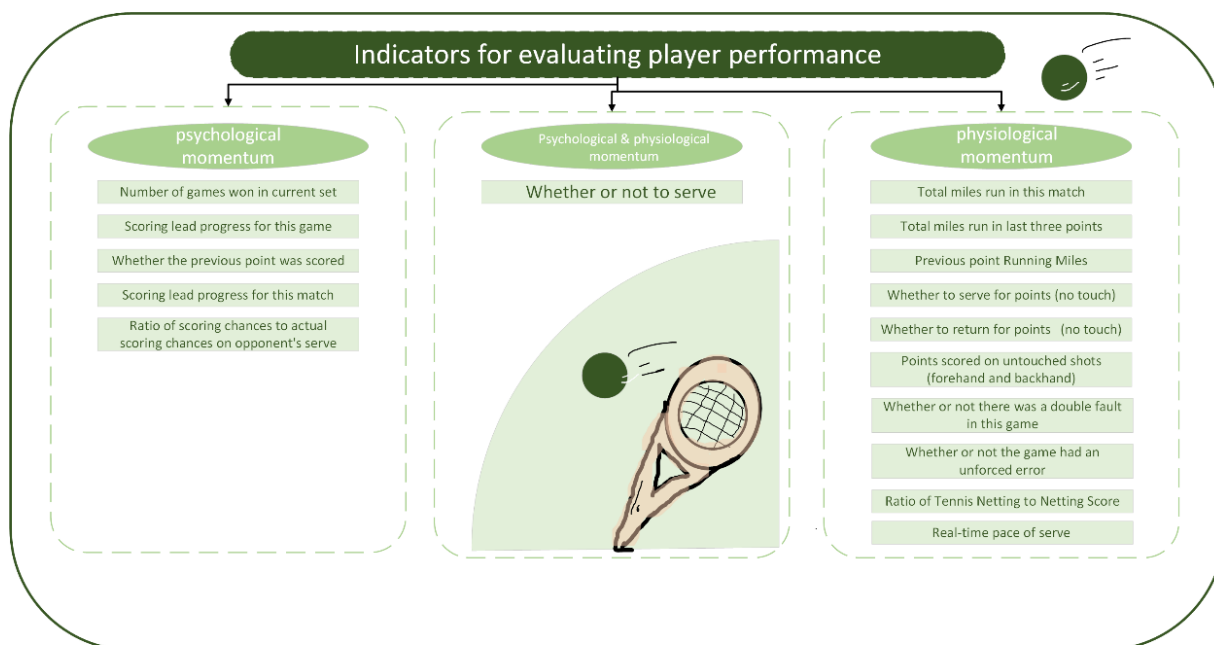 Indicators for evaluating player performance
psychological
momentum
Number of games won in current set
Scoring lead progress for this game
Whether the previous point was scored
Scoring lead progress for this match
Ratio of scoring chances to actual
scoring chances on opponent's serve
Psychological & physiological
momentum
Whether or not to serve
physiological
momentum
Total miles run in this match
Total miles run in last three points
Previous point Running Miles
Whether to serve for points (no touch)
Whether to return for points (no touch)
Points scored on untouched shots
(forehand and backhand)
Whether or not there was a double fault
in this game
Whether or not the game had an
unforced error
Ratio of Tennis Netting to Netting Score
Real-time pace of serve